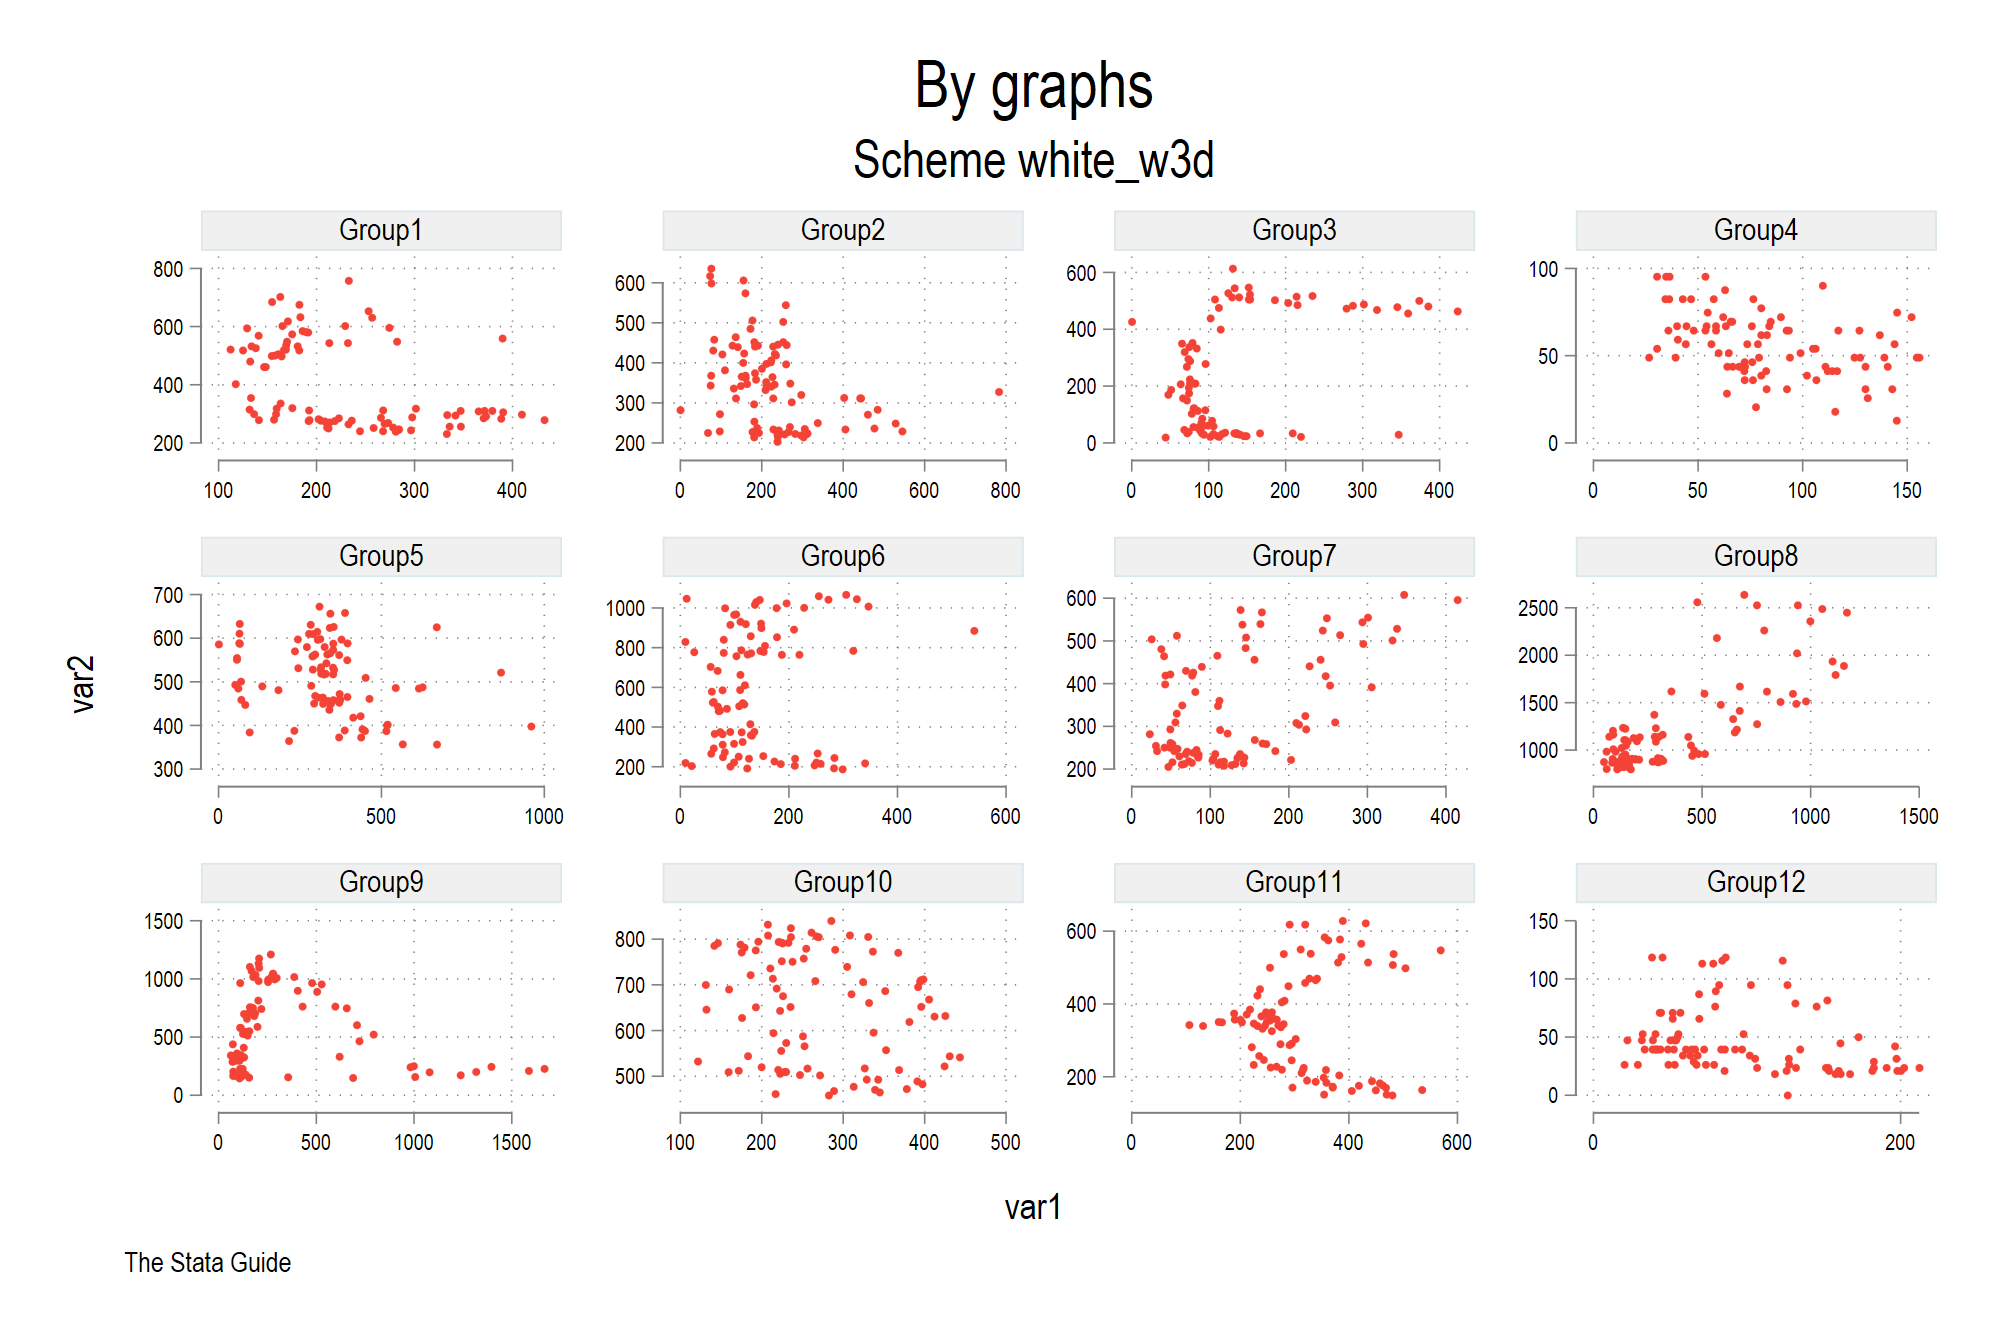 By graphs
Scheme white_w3d
Group1 Group2 Group3 Group4
800 600 400 200
100 200 300 400
600 500 400 300 200
0 200 400 600 800
600 400 200 0
0 100 200 300 400
100 50 0
0 50 100 150
Group5 Group6 Group7 Group8
700 600 500 400 300
0 500 1000
1000 800 600 400 200
0 200 400 600
600 500 400 300 200
0 100 200 300 400
2500 2000 1500 1000
0 500 1000 1500
Group9 Group10 Group11 Group12
1500 1000 500 0
0 500 1000 1500
800 700 600 500
100 200 300 400 500
600 400 200
0 200 400 600
150 100 50 0
0 200
var2
var1
The Stata Guide